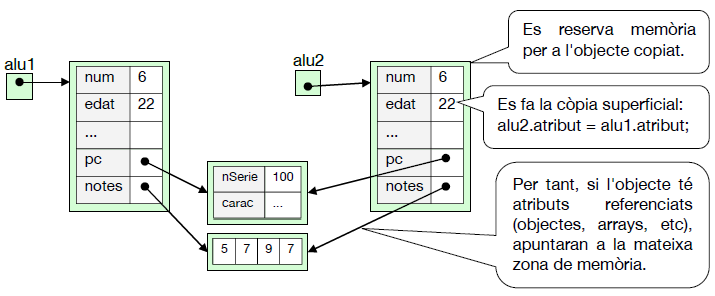 alu1
num 6
edat 22
...
pc
notes
nSerie 100
carac ...
5 7 9 7
alu2
num 6
edat 22
...
pc
notes
Es reserva memòria
per a l'objecte copiat.
Es fa la còpia superficial:
alu2.atribut = alu1.atribut;
Per tant, si l'objecte té
atributs referenciats
(objectes, arrays, etc),
apuntaran a la mateixa
zona de memòria.